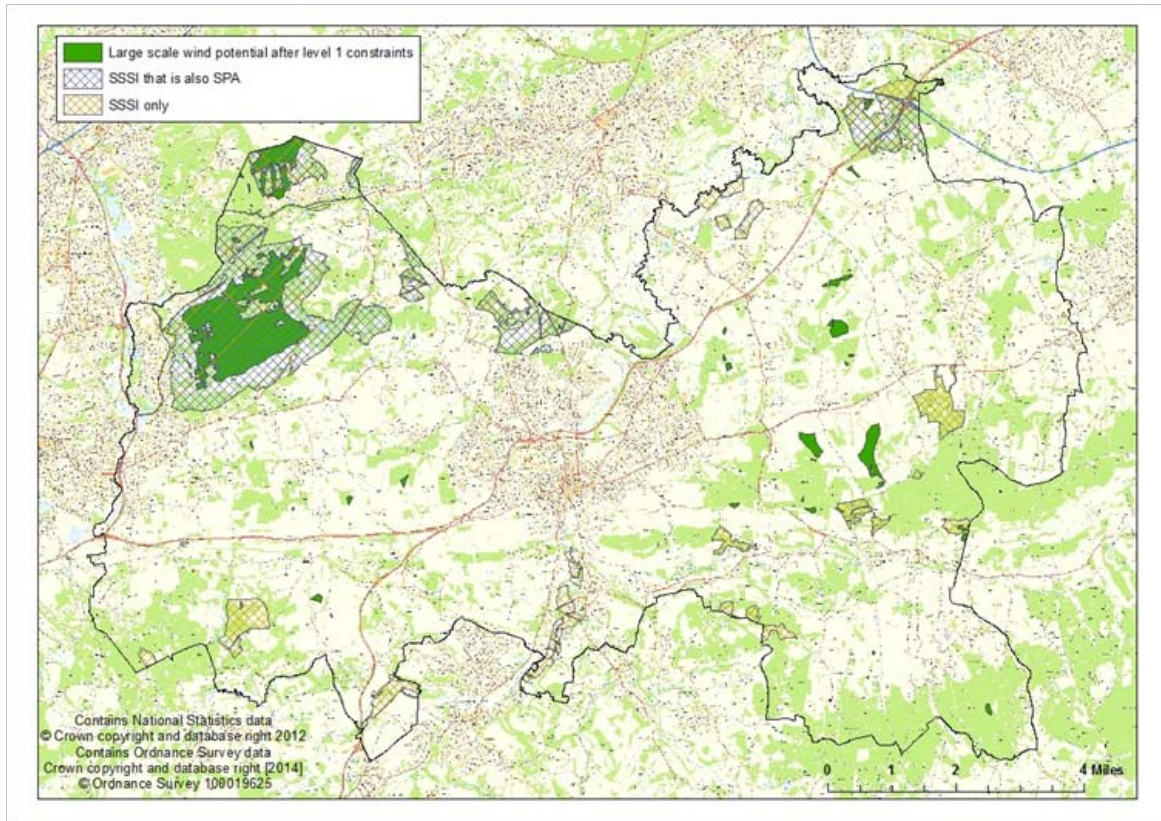 Large scale wind potential after level 1 constraints
SSSI that is also SPA
SSSI only
Contains National Statistics data
© Crown copyright and database right 2012
Contains Ordnance Survey data
Crown copyright and database right [2014]
© Ordnance Survey 100019625
0 1 2 4 Miles